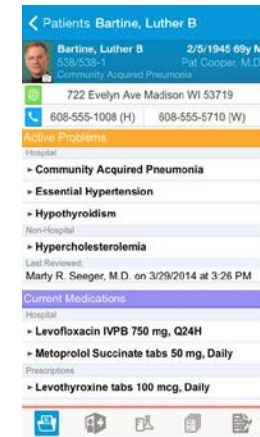 Patients Bartine, Luther B
Bartine, Luther B 2/5/1945 69y M
538/538-1 Pat Cooper, M.D
Community Acquired Pneumonia
722 Evelyn Ave Madison WI 53719
608-555-1008 (H) 608-555-5710 (W)
Active Problems
Hospital
Community Acquired Pneumonia
Essential Hypertension
Hypothyroidism
Non-Hospital
Hypercholesterolemia
Last Reviewed:
Marty R. Seeger, M.D. on 3/29/2014 at 3:26 PM
Current Medications
Hospital
Levofloxacin IVPB 750 mg, Q24H
Metoprolol Succinate tabs 50 mg, Daily
Prescriptions
Levothyroxine tabs 100 mcg, Daily